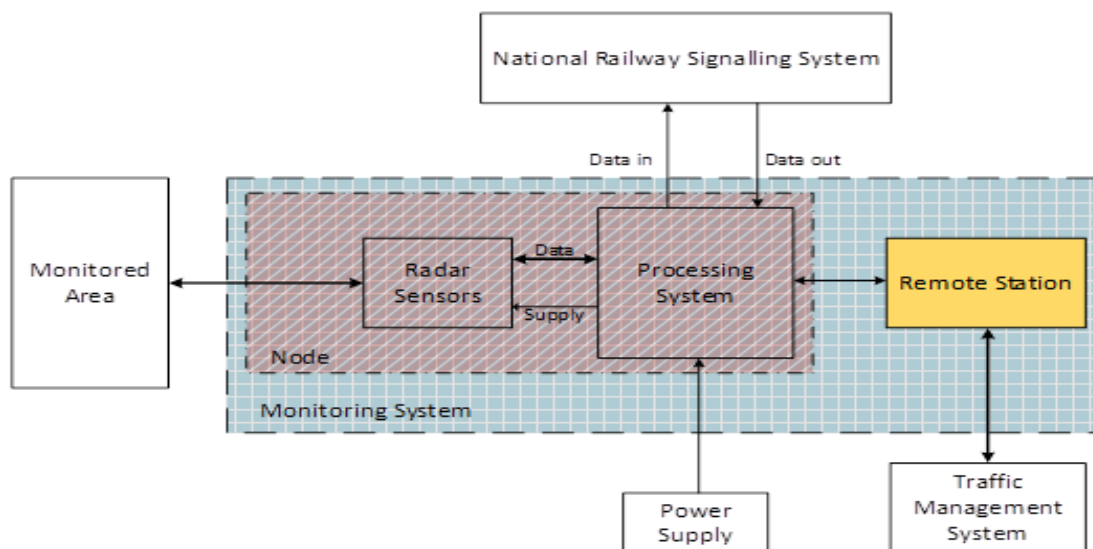 National Railway Signalling System
Data in
Data out
Monitored
Area
Radar
Sensors
Data
Supply
Processing
System
Remote Station
Node
Monitoring System
Power
Supply
Traffic
Management
System